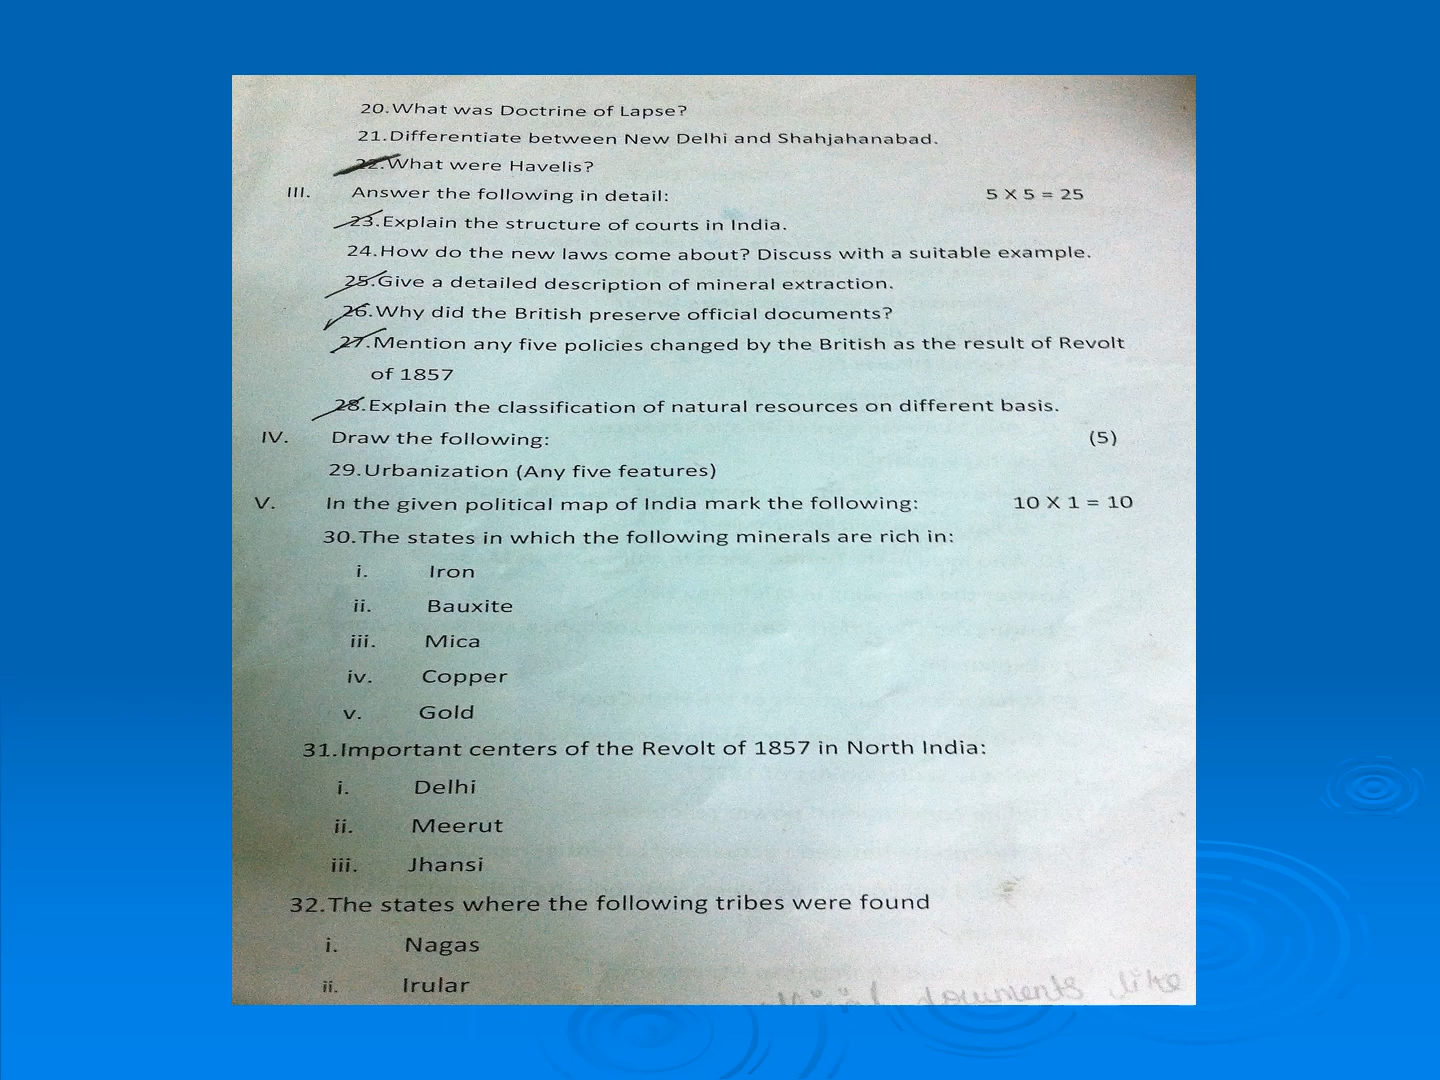 20.What was Doctrine of Lapse?
21.Differentiate between New Delhi and Shahjahanabad.
22.What were Havelis?
III. Answer the following in detail: 5 X 5 = 25
23.Explain the structure of courts in India.
24.How do the new laws come about? Discuss with a suitable example.
25.Give a detailed description of mineral extraction.
26.Why did the British preserve official documents?
27.Mention any five policies changed by the British as the result of Revolt
of 1857
28.Explain the classification of natural resources on different basis.
IV. Draw the following: (5)
29.Urbanization (Any five features)
V. In the given political map of India mark the following: 10 X 1 = 10
30.The states in which the following minerals are rich in:
i. Iron
ii. Bauxite
iii. Mica
iv. Copper
v. Gold
31.Important centers of the Revolt of 1857 in North India:
i. Delhi
ii. Meerut
iii. Jhansi
32.The states where the following tribes were found
i. Nagas
ii. Irular
documents like